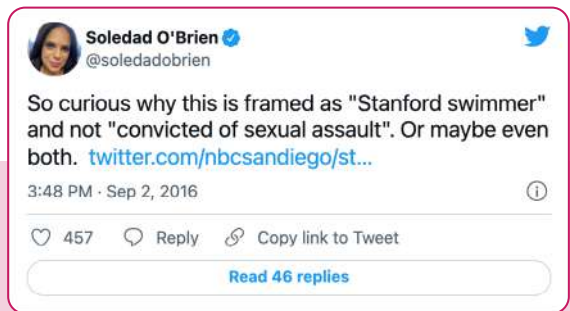 Soledad O'Brien
@soledadobrien
So curious why this is framed as "Stanford swimmer"
and not "convicted of sexual assault". Or maybe even
both. twitter.com/nbcsandiego/st...
3:48 PM · Sep 2, 2016
457 Reply Copy link to Tweet
Read 46 replies